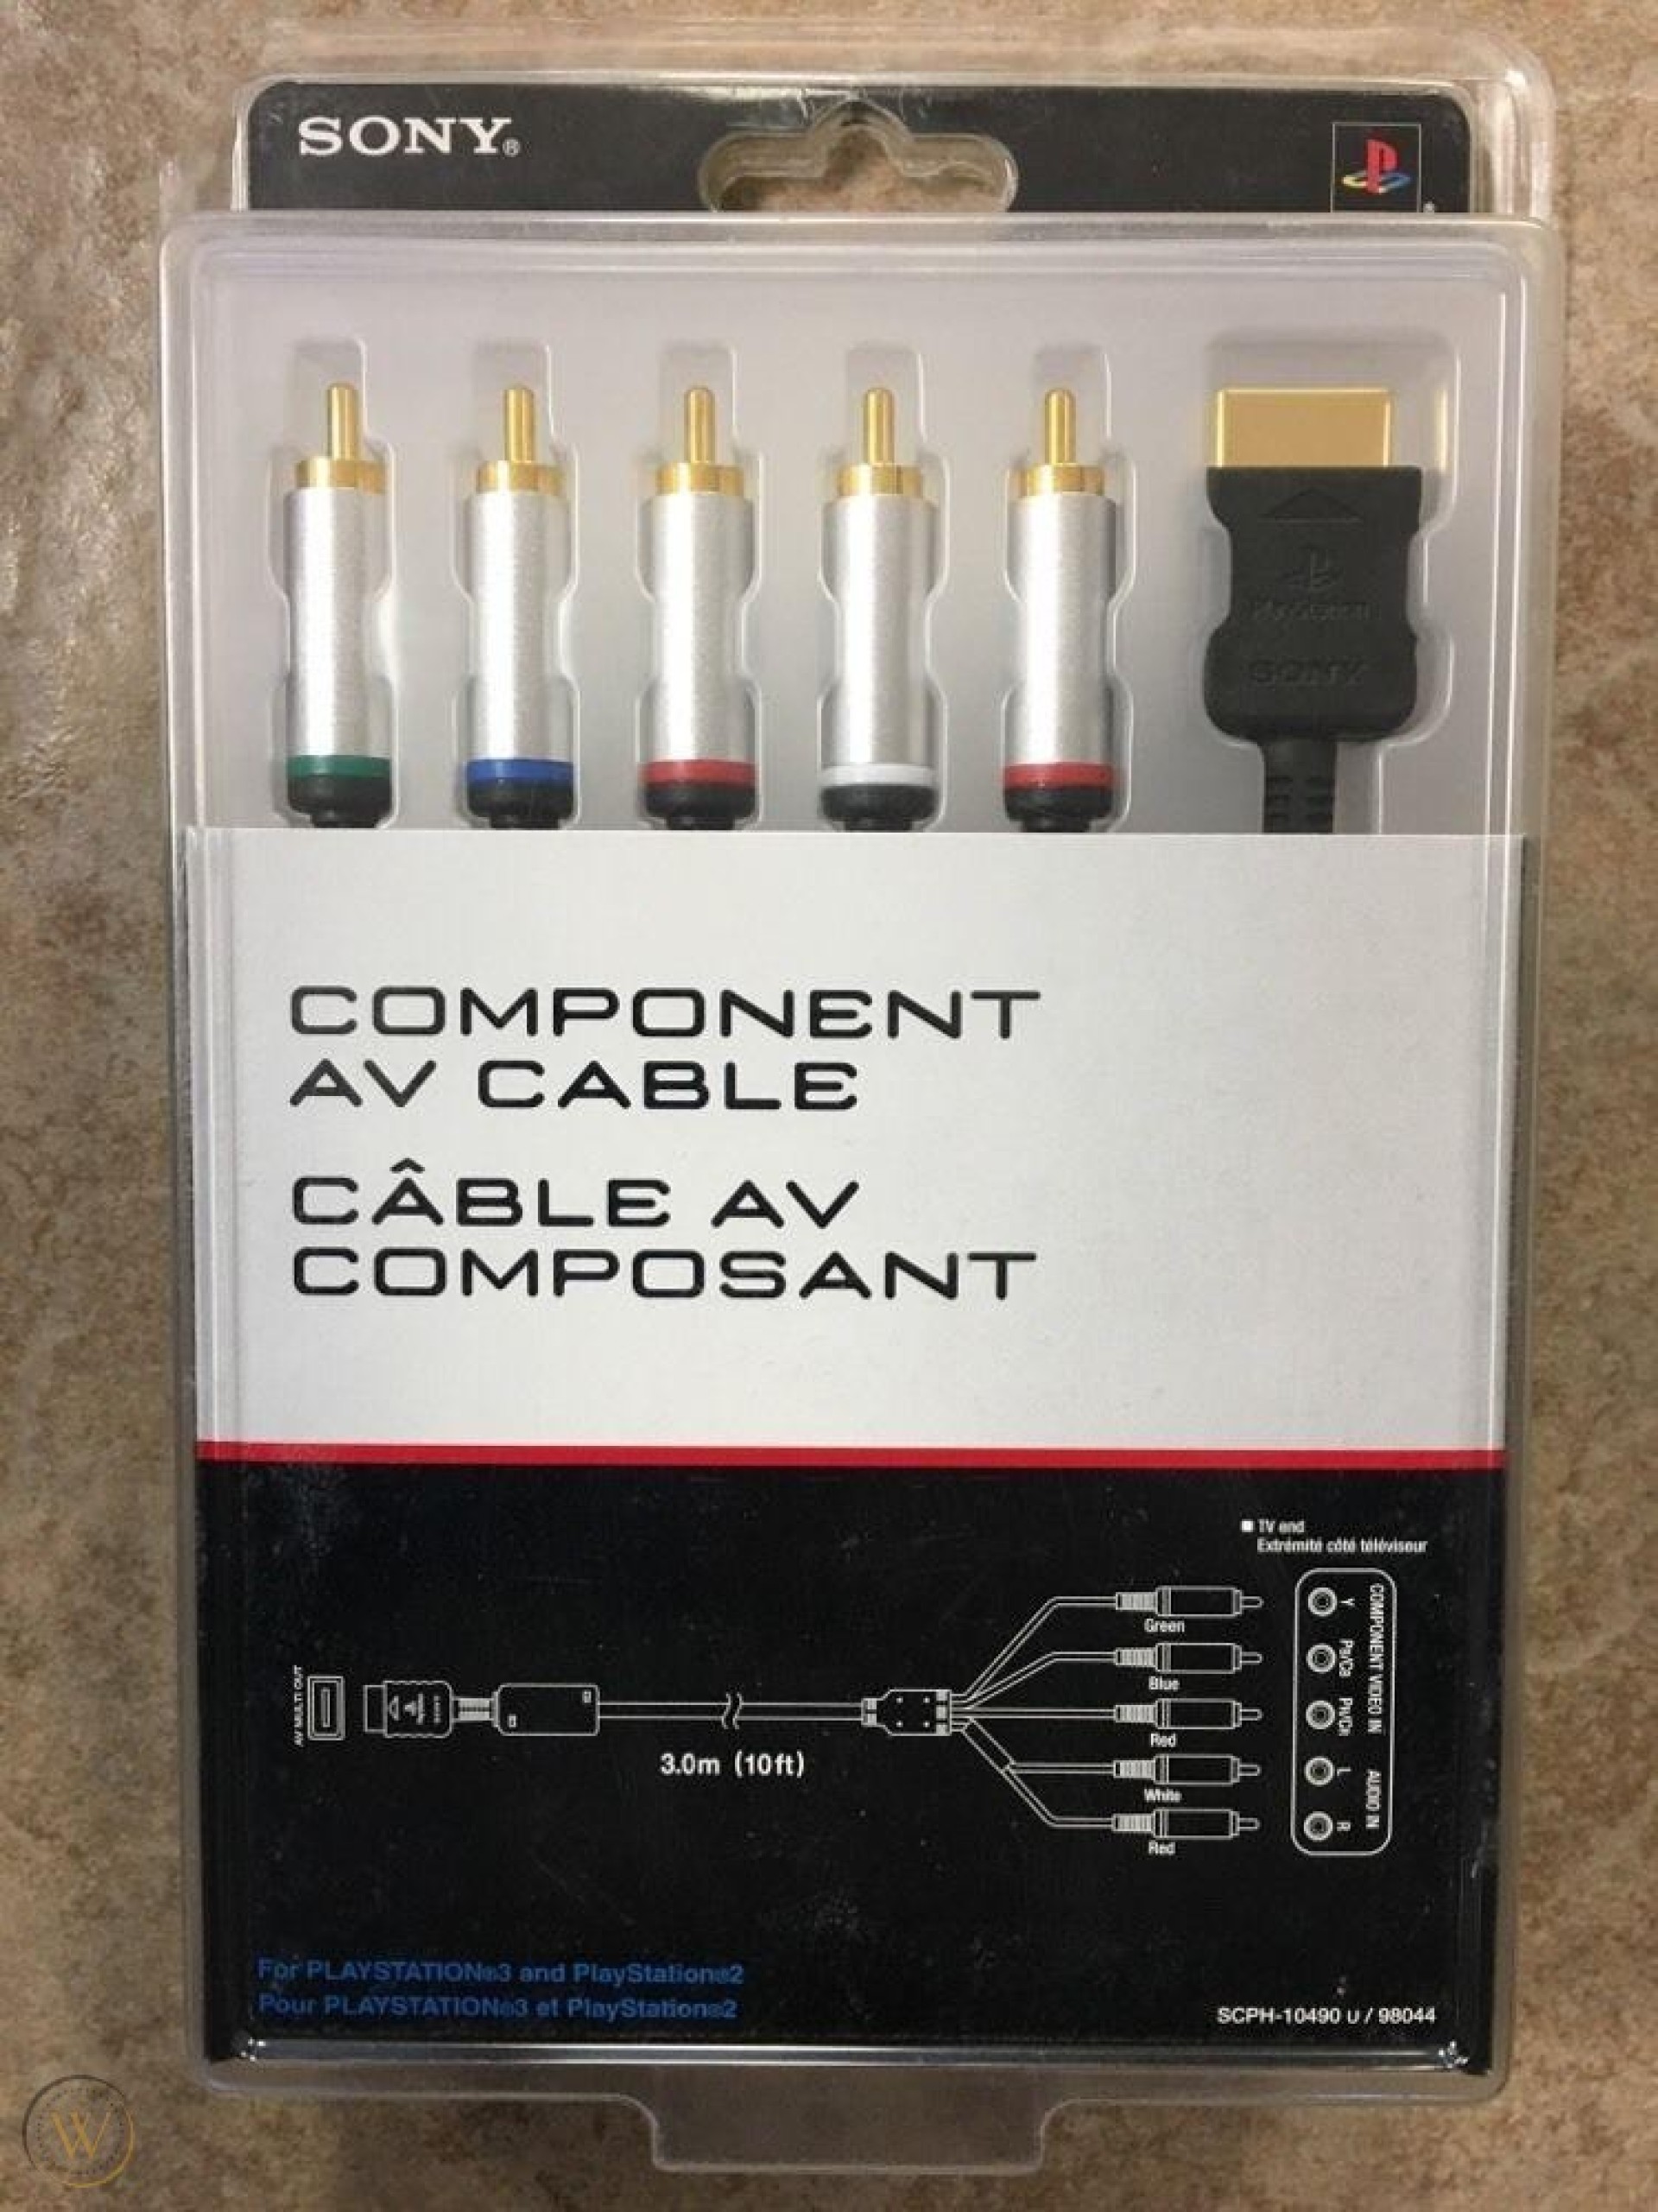 SONY®
PlayStation
SONY
COMPONENT
AV CABLE
CÂBLE AV
COMPOSANT
■ TV end
Extrémité côté téléviseur
COMPONENT VIDEO IN
Y
PB/CB
PR/CR
AUDIO IN
L
R
Green
Blue
Red
White
Red
AV MULTI OUT
3.0m (10ft)
For PLAYSTATION®3 and PlayStation®2
Pour PLAYSTATION®3 et PlayStation®2
SCPH-10490 U / 98044
W